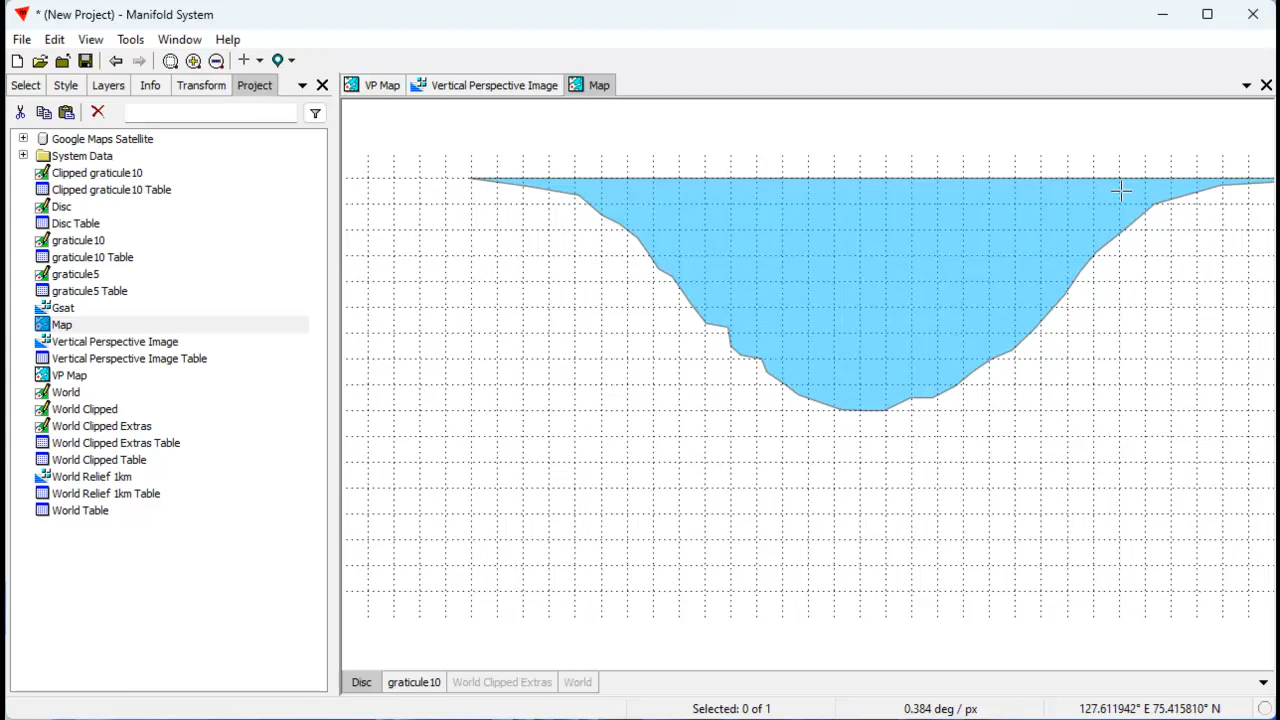 * (New Project) - Manifold System
File Edit View Tools Window Help
Select Style Layers Info Transform Project
VP Map Vertical Perspective Image Map
Google Maps Satellite
System Data
Clipped graticule10
Clipped graticule10 Table
Disc
Disc Table
graticule10
graticule10 Table
graticule5
graticule5 Table
Gsat
Map
Vertical Perspective Image
Vertical Perspective Image Table
VP Map
World
World Clipped
World Clipped Extras
World Clipped Extras Table
World Clipped Table
World Relief 1km
World Relief 1km Table
World Table
Disc graticule10 World Clipped Extras World
Selected: 0 of 1 0.384 deg / px 127.611942° E 75.415810° N